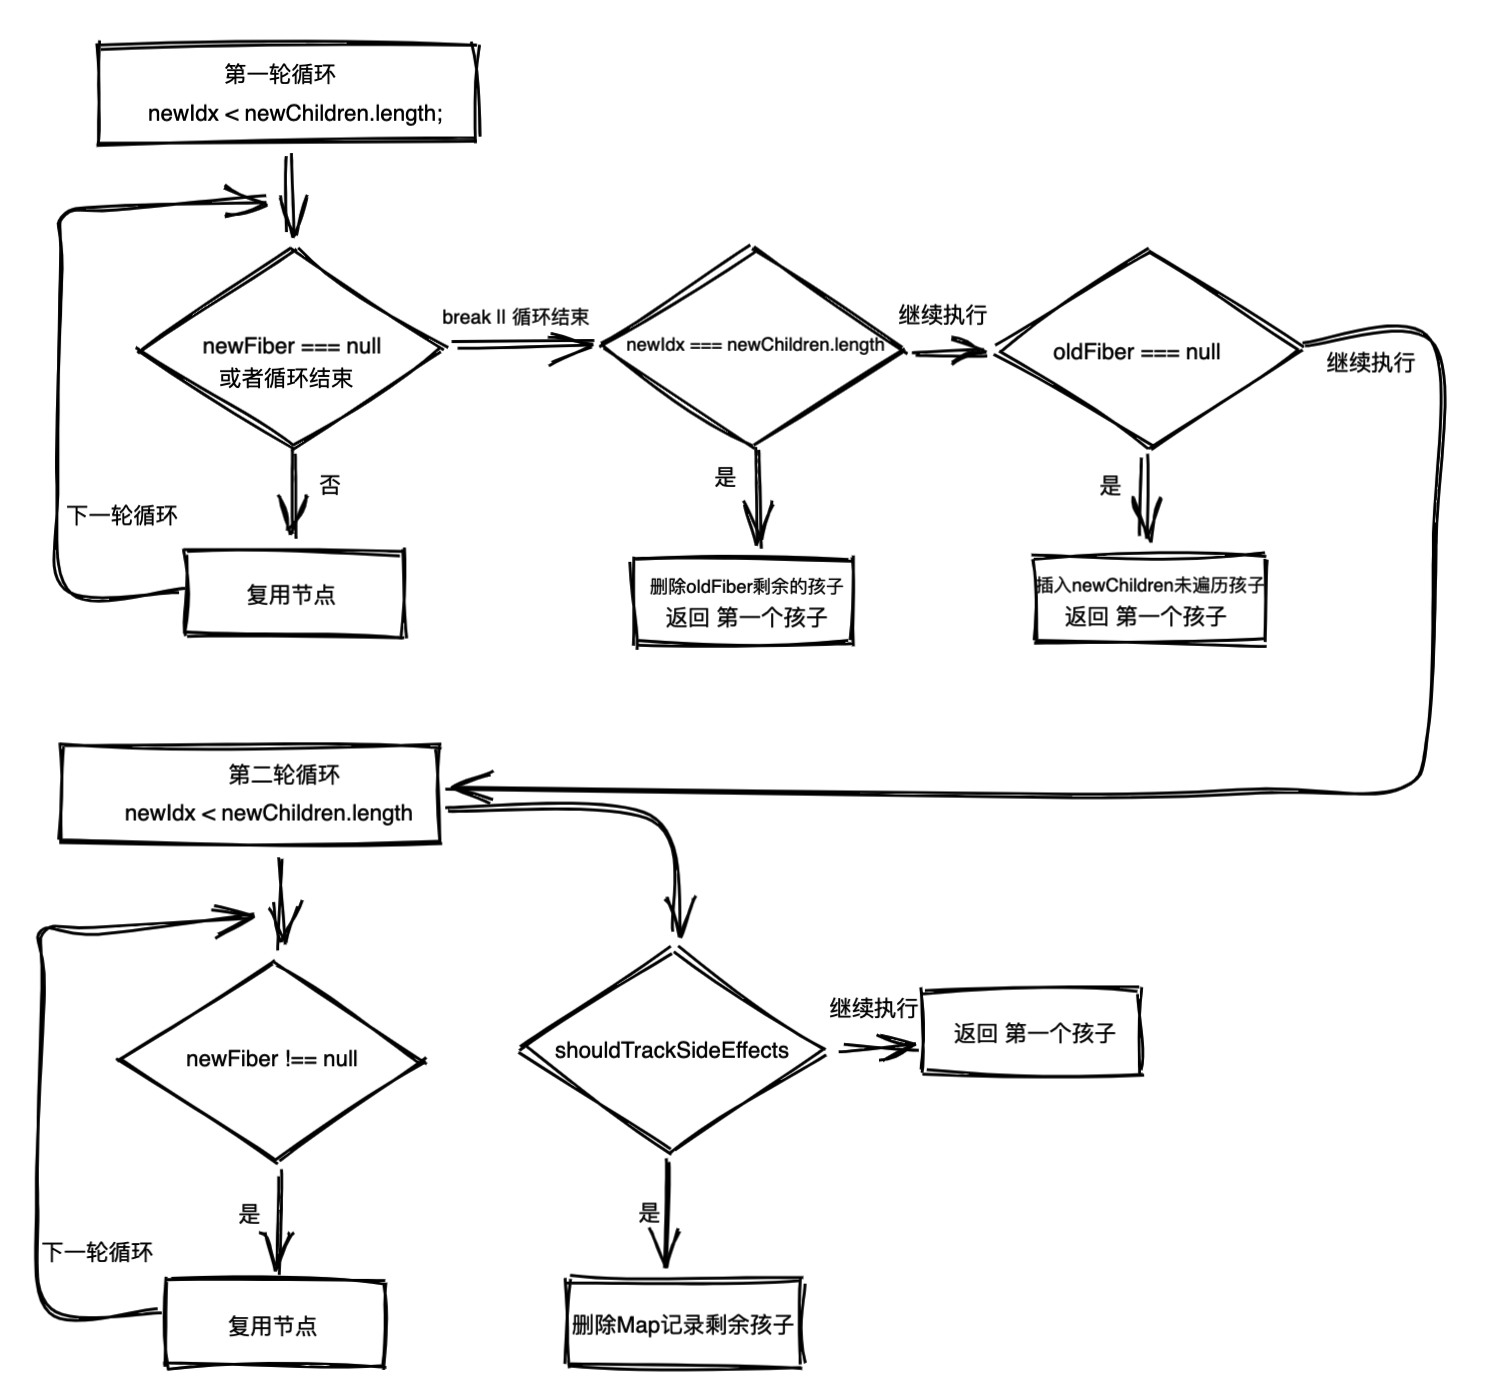 第一轮循环
newIdx < newChildren.length;
newFiber === null
或者循环结束
break || 循环结束
newIdx === newChildren.length
继续执行
oldFiber === null
继续执行
否
是
是
下一轮循环
复用节点
删除oldFiber剩余的孩子
返回 第一个孩子
插入newChildren未遍历孩子
返回 第一个孩子
第二轮循环
newIdx < newChildren.length
newFiber !== null
shouldTrackSideEffects
继续执行
返回 第一个孩子
是
是
下一轮循环
复用节点
删除Map记录剩余孩子